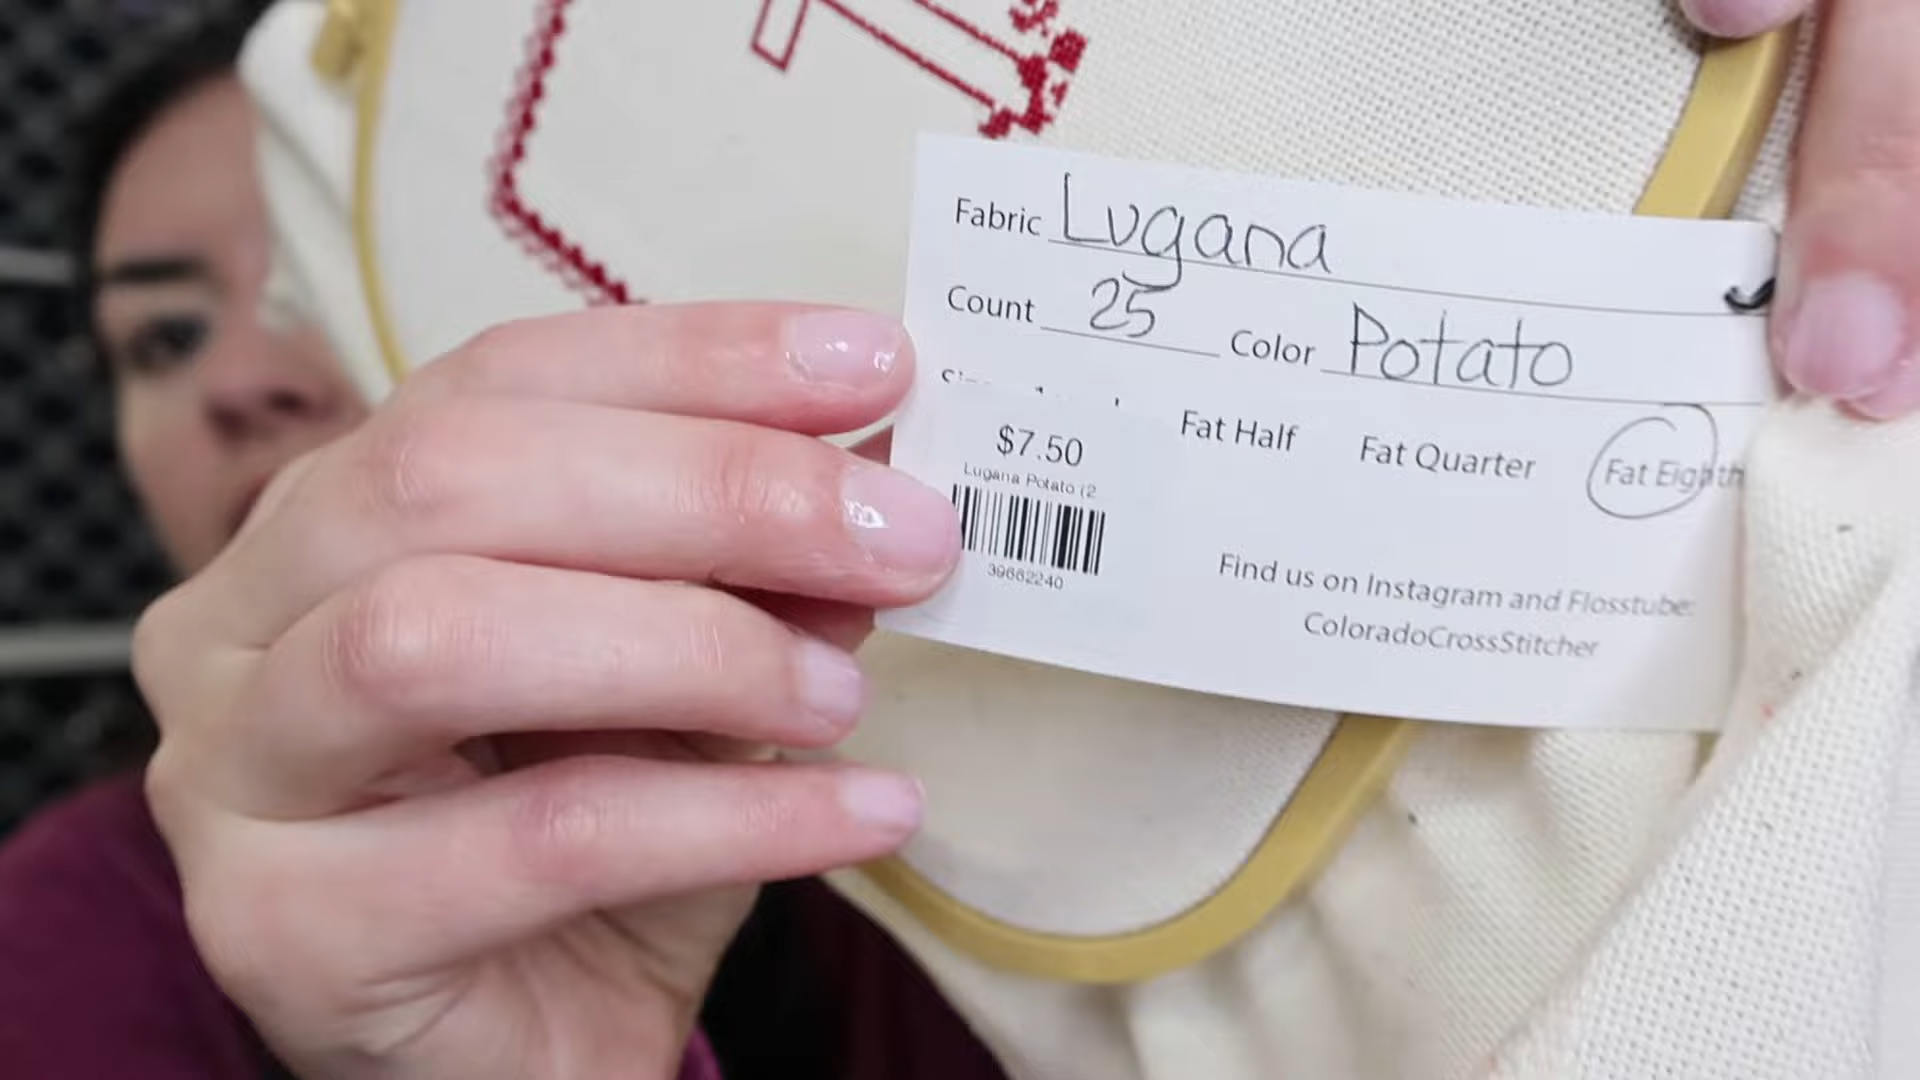 Fabric Lugana
Count 25 Color Potato
Fat Half Fat Quarter Fat Eighth
$7.50
Lugana Potato (2
39662240
Find us on Instagram and Flosstube:
ColoradoCrossStitcher